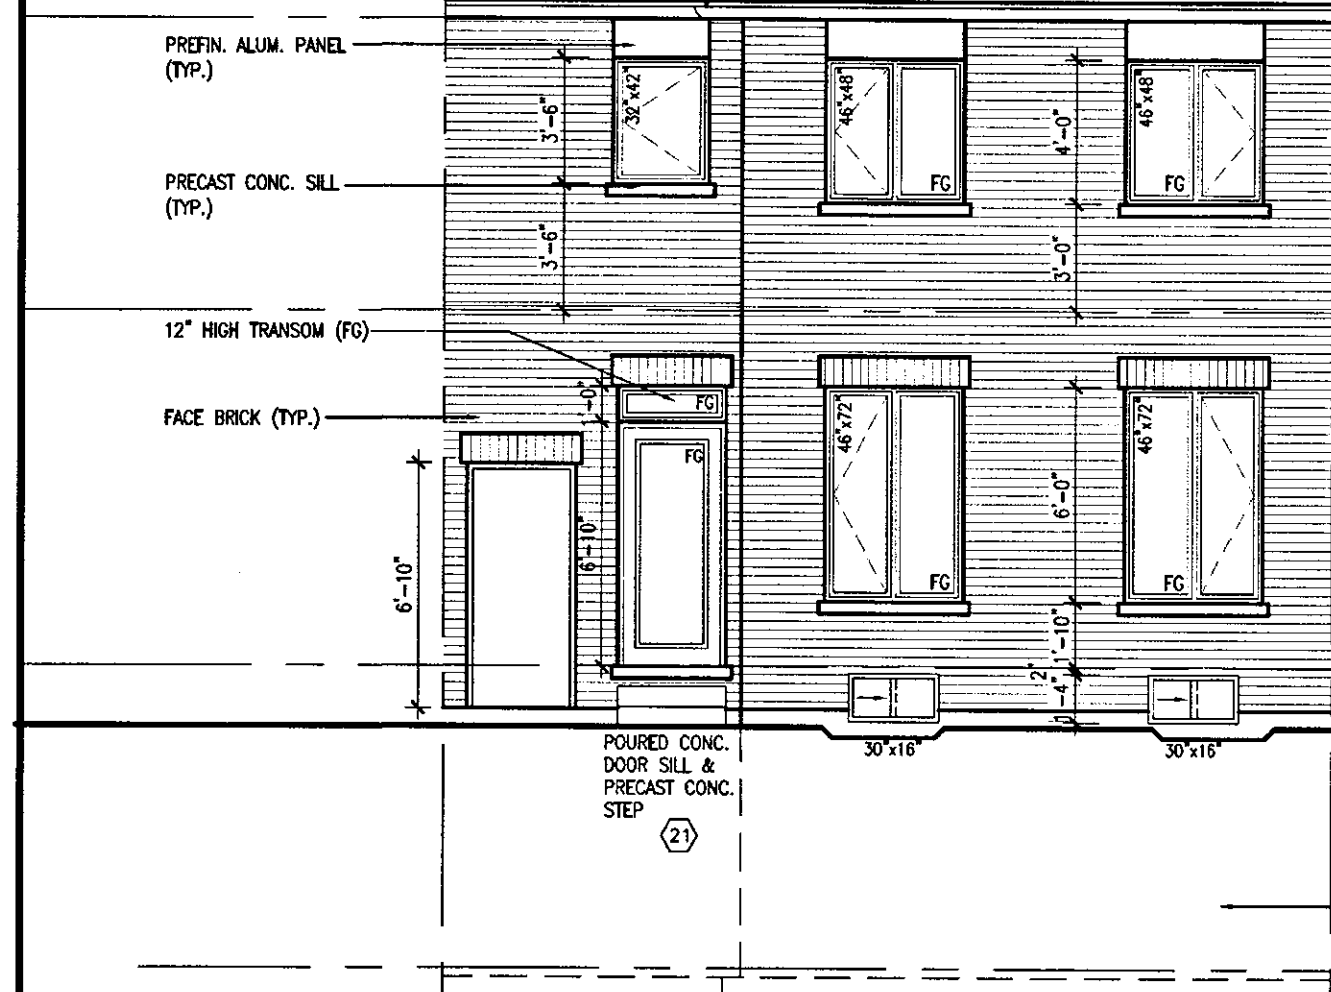 PREFIN. ALUM. PANEL
(TYP.)
32"x42"
46"x48"
46"x48"
3'-6"
4'-0"
FG
FG
PRECAST CONC. SILL
(TYP.)
3'-6"
3'-0"
12" HIGH TRANSOM (FG)
FG
1'-0"
FACE BRICK (TYP.)
FG
46"x72"
46"x72"
6'-10"
6'-10"
6'-0"
FG
FG
1'-10"
2"
30"x16"
30"x16"
POURED CONC.
DOOR SILL &
PRECAST CONC.
STEP
21